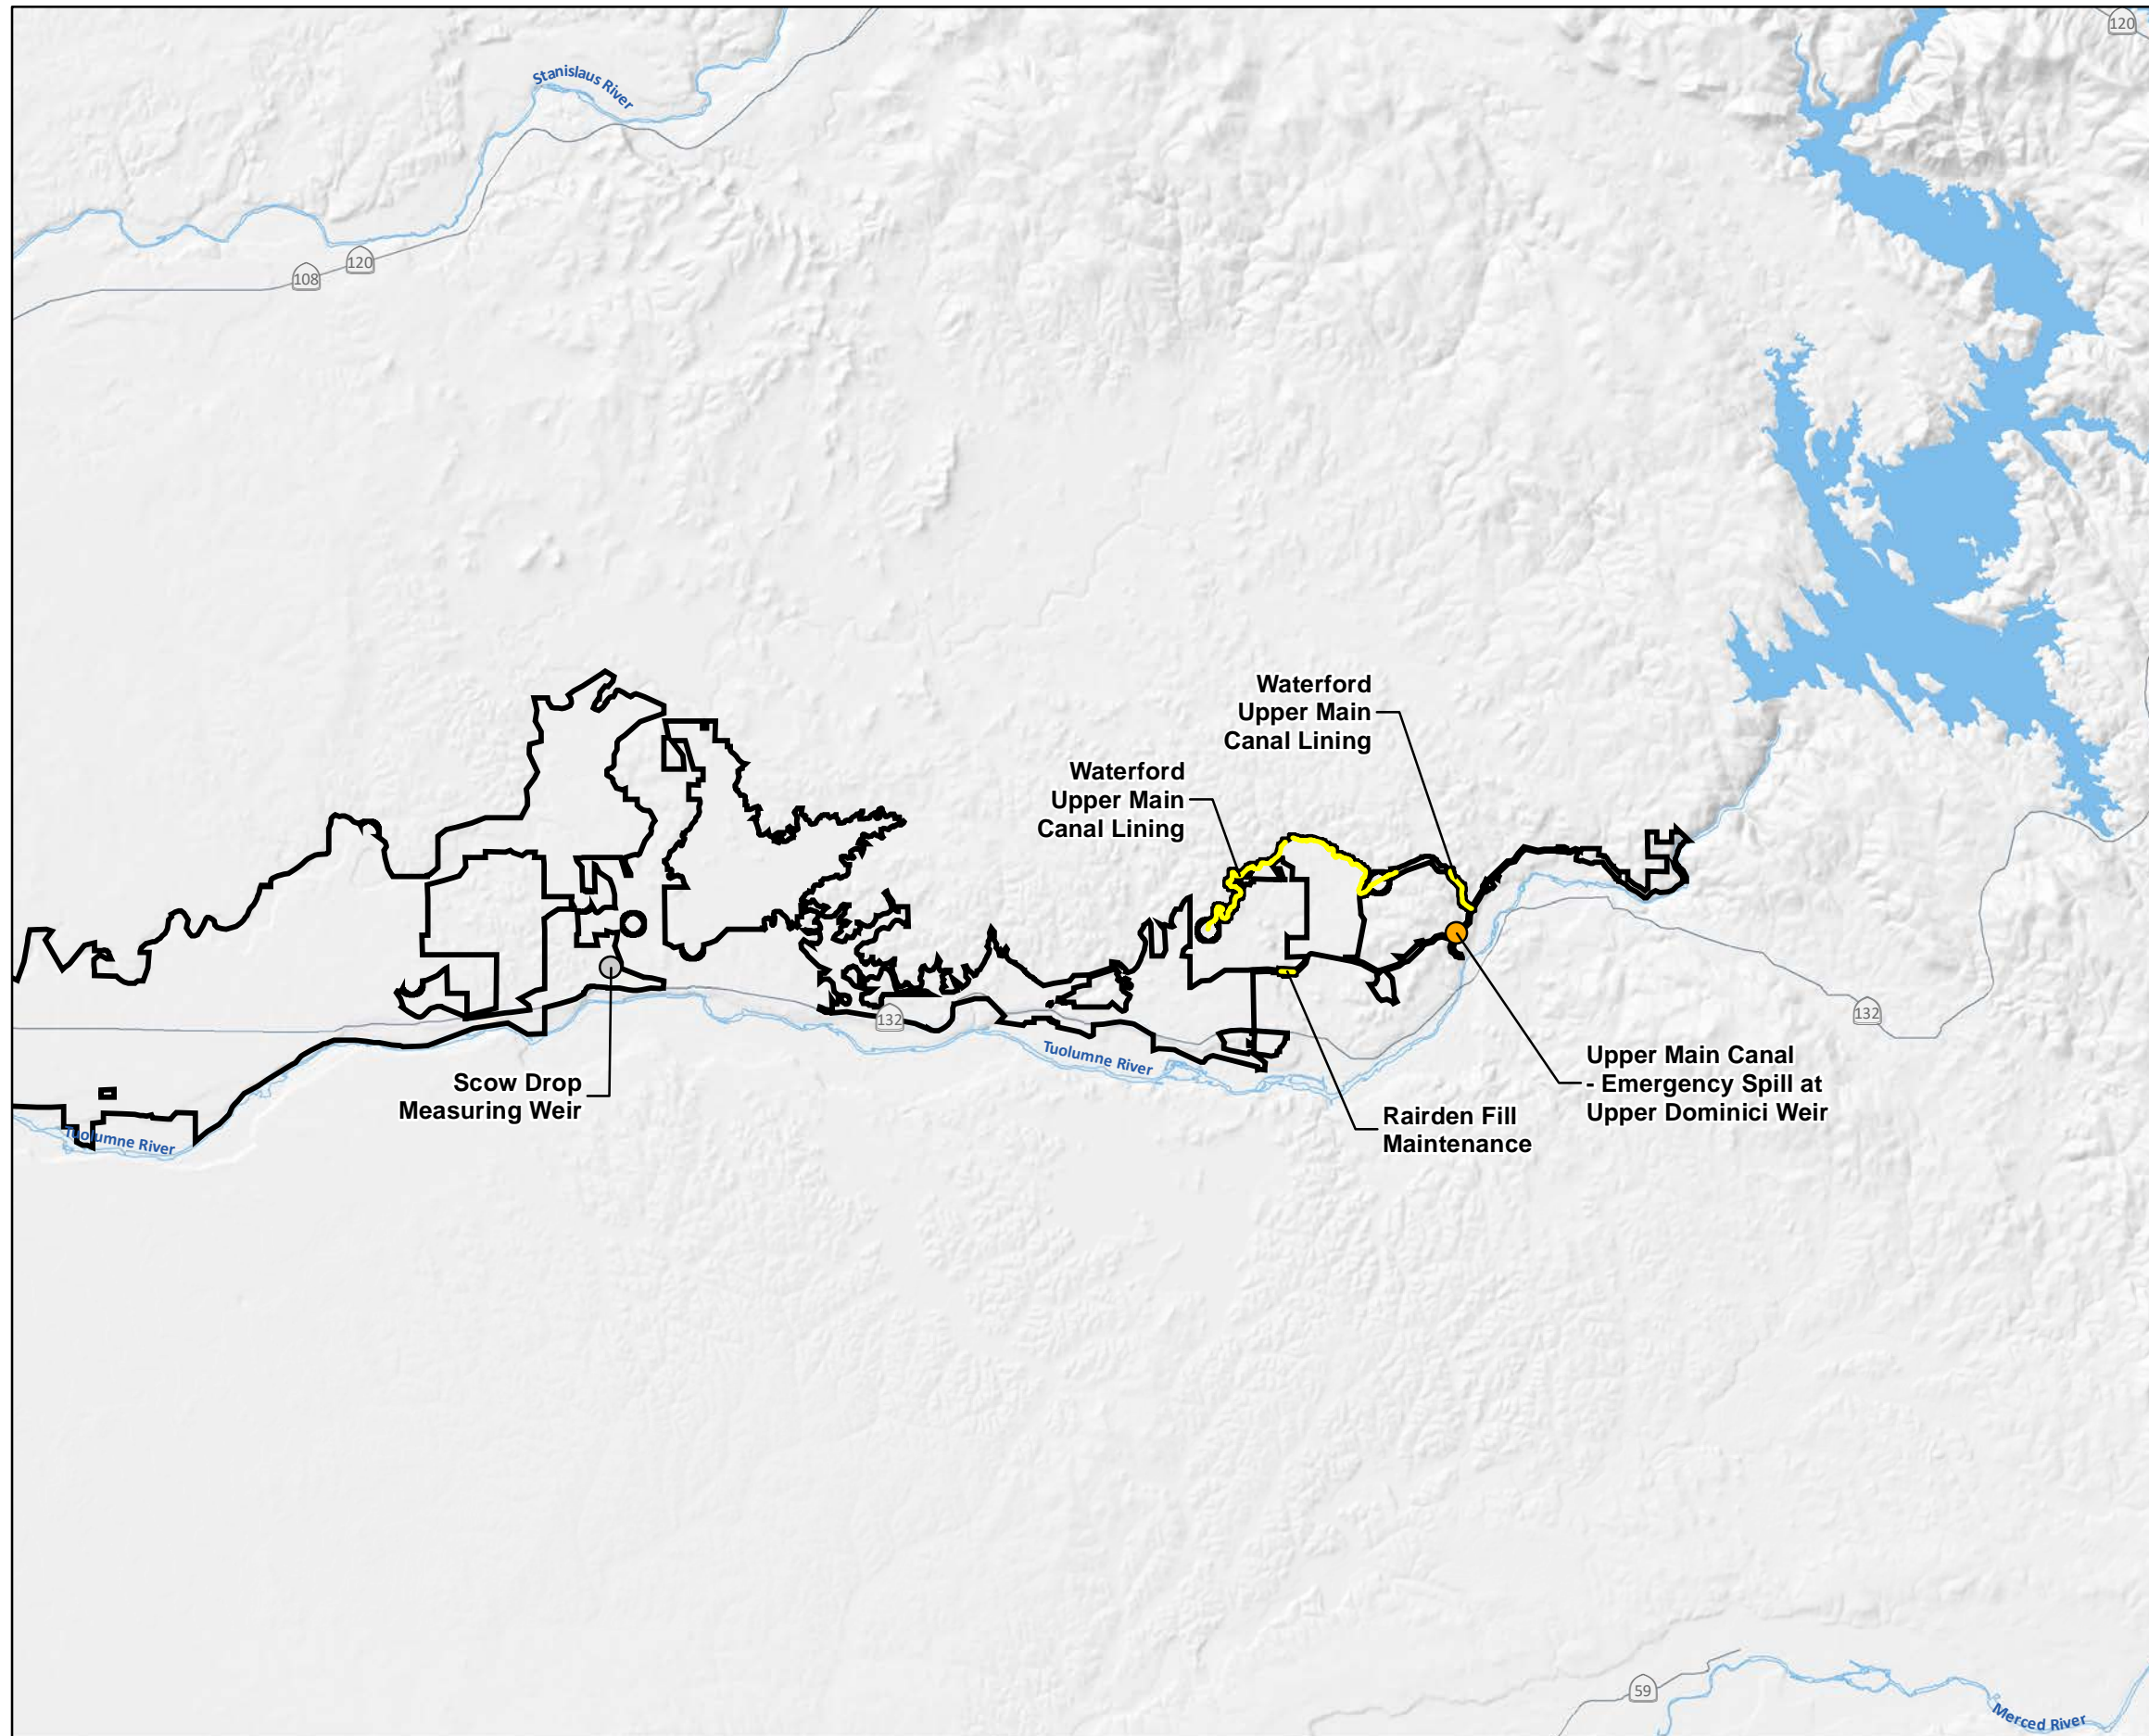 120
Stanislaus River
120
108
Waterford
Upper Main
Canal Lining
Waterford
Upper Main
Canal Lining
132
132
Tuolumne River
Upper Main Canal
- Emergency Spill at
Upper Dominici Weir
Scow Drop
Measuring Weir
Rairden Fill
Maintenance
Tuolumne River
59
Merced River